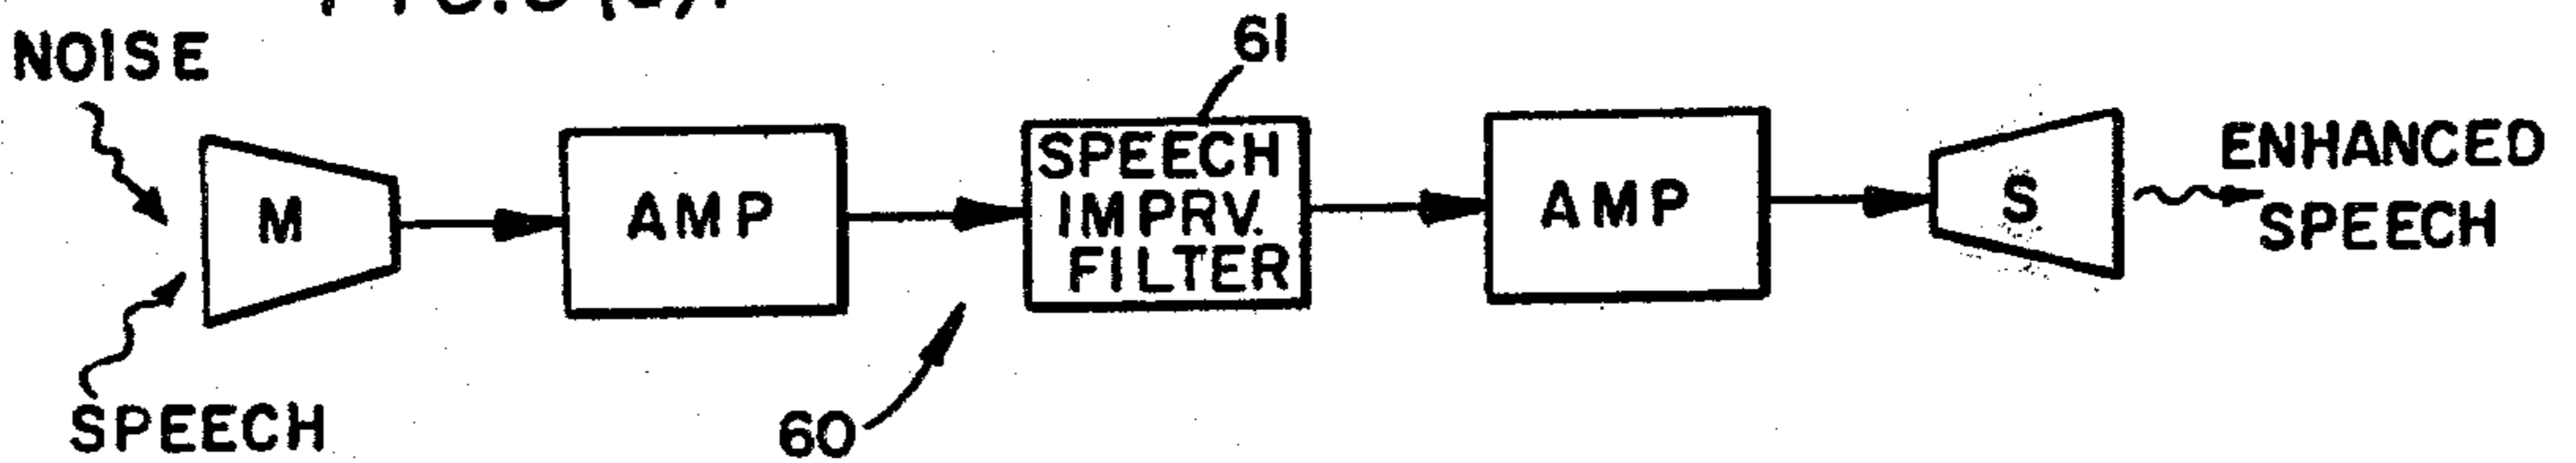 NOISE
SPEECH
M
AMP
61
SPEECH
IMPRV.
FILTER
60
AMP
S
ENHANCED
SPEECH